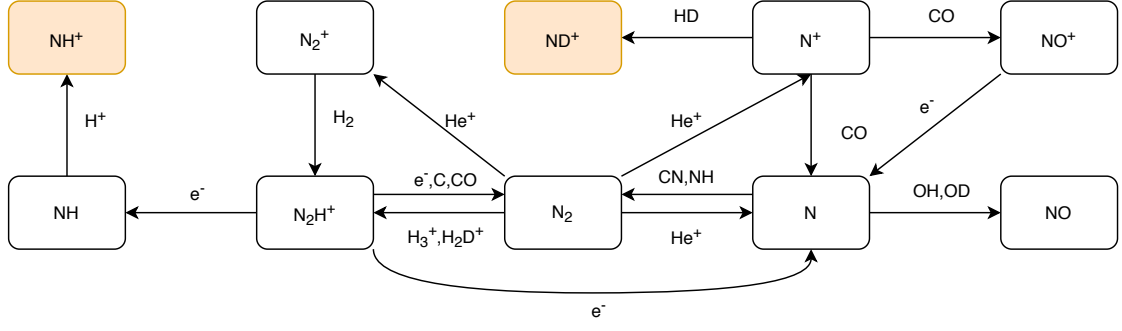 NH⁺
N₂⁺
ND⁺
HD
N⁺
CO
NO⁺
H⁺
H₂
He⁺
He⁺
CO
e⁻
NH
e⁻
N₂H⁺
e⁻,C,CO
H₃⁺,H₂D⁺
N₂
CN,NH
He⁺
N
OH,OD
NO
e⁻